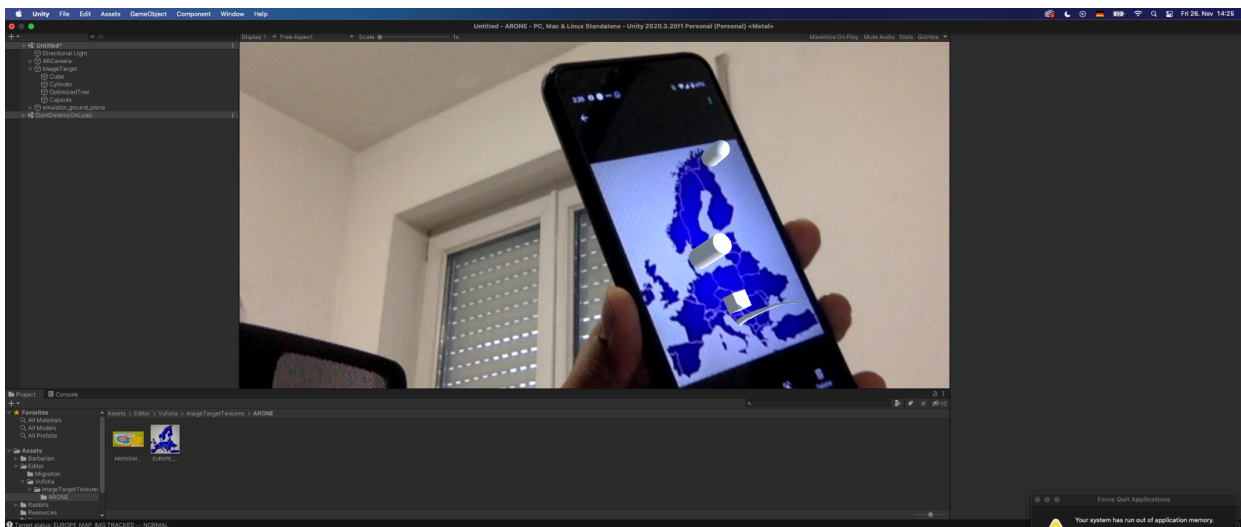 Unity File Edit Assets GameObject Component Window Help
Fri 26. Nov 14:25
Untitled - ARONE - PC, Mac & Linux Standalone - Unity 2020.3.20f1 Personal (Personal) <Metal>
Display 1 Free Aspect Scale 1x Maximize On Play Mute Audio Stats Gizmos
Untitled*
Directional Light
ARCamera
ImageTarget
Cube
Cylinder
OptimizedTree
Capsule
emulator_ground_plane
DontDestroyOnLoad
Project Console
Favorites
All Materials
All Models
All Prefabs
Assets
Barbarian
Editor
Migration
Vuforia
ImageTargetTextures
ARONE
Rabbits
Resources
Assets > Editor > Vuforia > ImageTargetTextures > ARONE
ARONEIM... EUROPE_...
10
Force Quit Applications
Your system has run out of application memory.
Target status: EUROPE_MAP_IMG TRACKED -- NORMAL